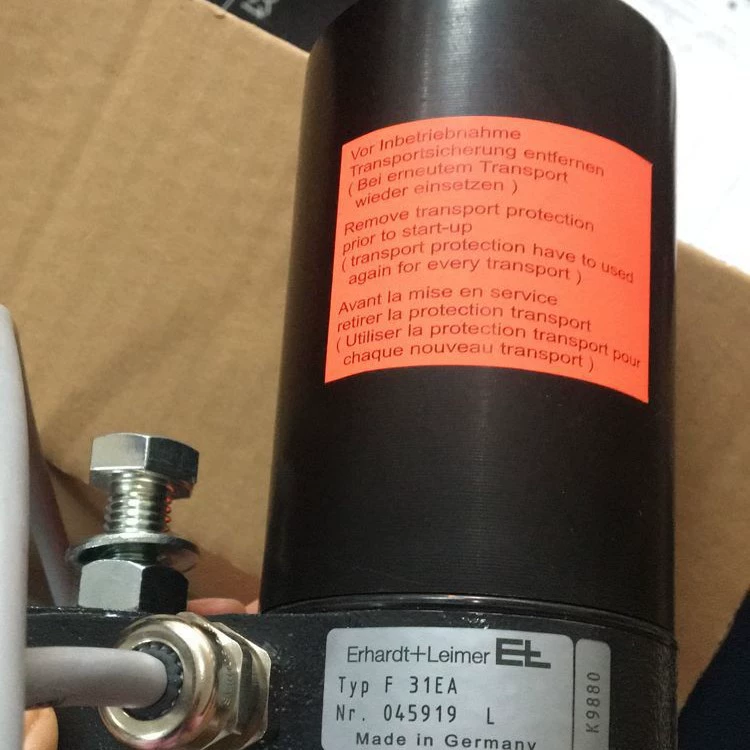 Vor Inbetriebnahme
Transportsicherung entfernen
( Bei erneutem Transport
wieder einsetzen )
Remove transport protection
prior to start-up
( transport protection have to used
again for every transport )
Avant la mise en service
retirer la protection transport
( Utiliser la protection transport pour
chaque nouveau transport )
Erhardt+Leimer E+L
Typ F 31EA
Nr. 045919 L
Made in Germany
K9880